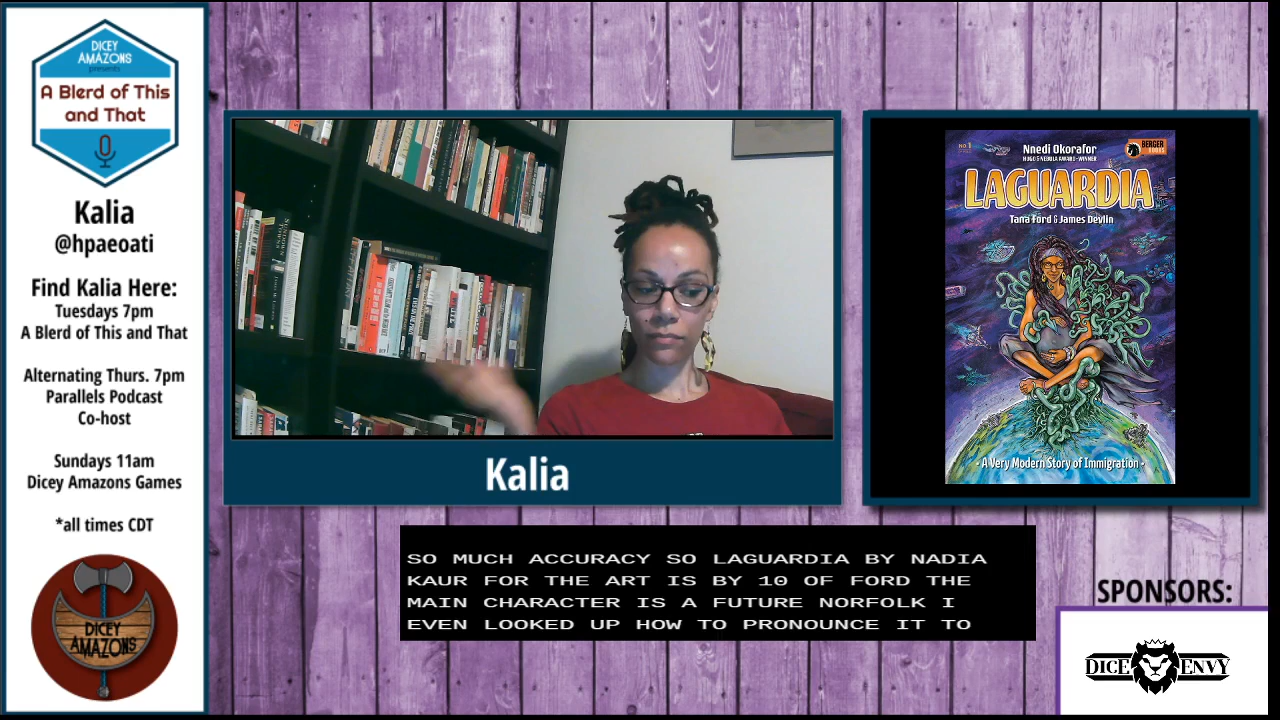 DICEY
AMAZONS
presents
A Blerd of This
and That
Kalia
@hpaeoati
Find Kalia Here:
Tuesdays 7pm
A Blerd of This and That
Alternating Thurs. 7pm
Parallels Podcast
Co-host
Sundays 11am
Dicey Amazons Games
*all times CDT
DICEY
AMAZONS
Kalia
NO.1
Nnedi Okorafor
HUGO & NEBULA AWARD-WINNER
BERGER
BOOKS
LAGUARDIA
Tana Ford & James Devlin
• A Very Modern Story of Immigration •
SO MUCH ACCURACY SO LAGUARDIA BY NADIA
KAUR FOR THE ART IS BY 10 OF FORD THE
MAIN CHARACTER IS A FUTURE NORFOLK I
EVEN LOOKED UP HOW TO PRONOUNCE IT TO
SPONSORS:
DICE ENVY